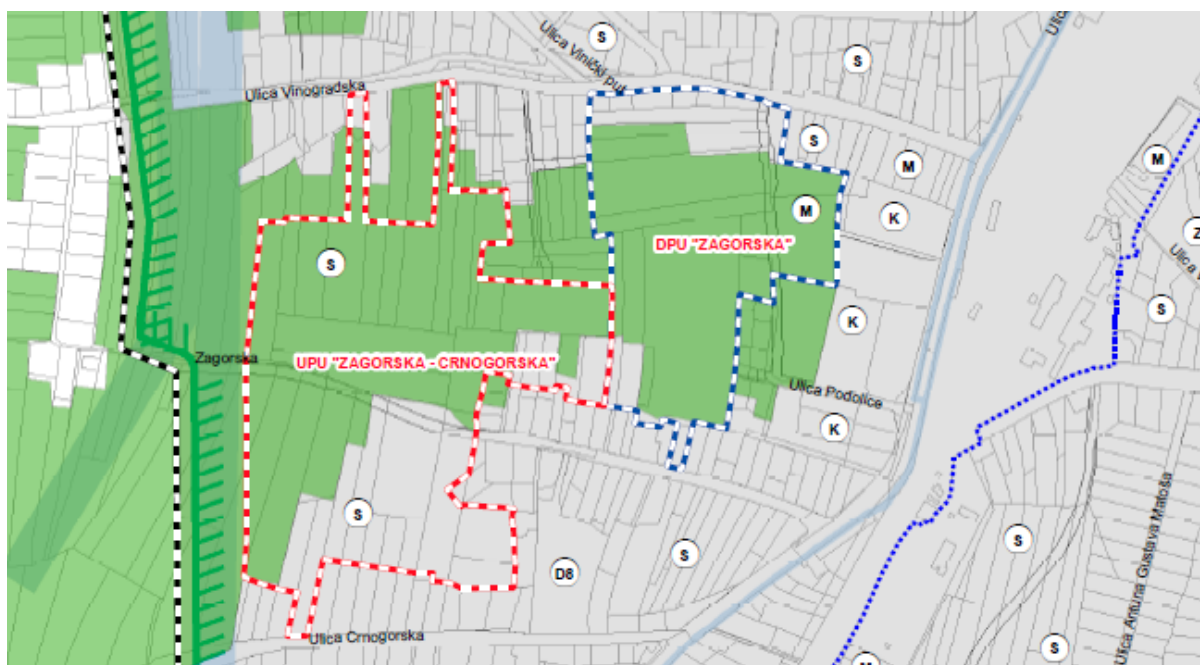 S
Ulica Vinički put
S
Ulica Vinogradska
S
M
M
K
M
S
DPU "ZAGORSKA"
S
K
Zagorska
UPU "ZAGORSKA - CRNOGORSKA"
Ulica Podolice
K
S
S
S
D8
Ulica Antuna Gustava Matoša
Ulica Crnogorska
S
M